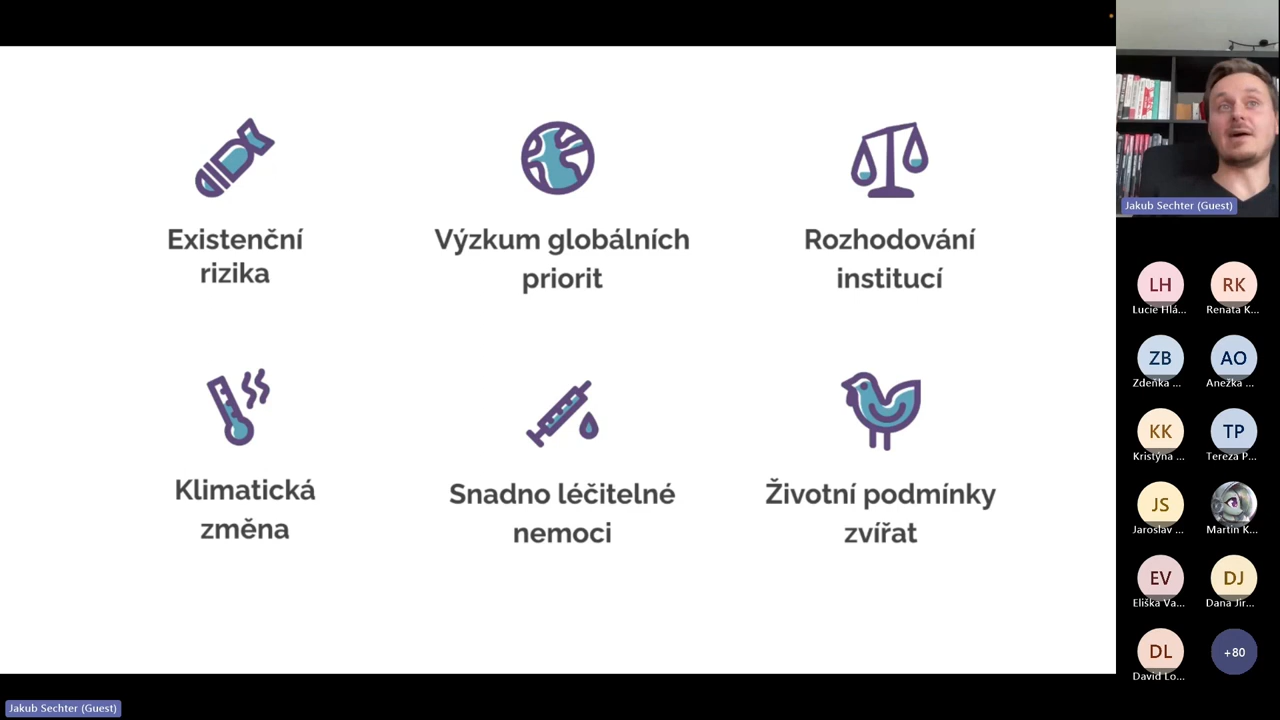 Existenční
rizika
Výzkum globálních
priorit
Rozhodování
institucí
Klimatická
změna
Snadno léčitelné
nemoci
Životní podmínky
zvířat
Jakub Sechter (Guest)
LH
Lucie Hlá...
RK
Renata K...
ZB
Zdeňka ...
AO
Anežka ...
KK
Kristýna ...
TP
Tereza P...
JS
Jaroslav ...
Martin K...
EV
Eliška Va...
DJ
Dana Jir...
DL
David Lo...
+80
Jakub Sechter (Guest)